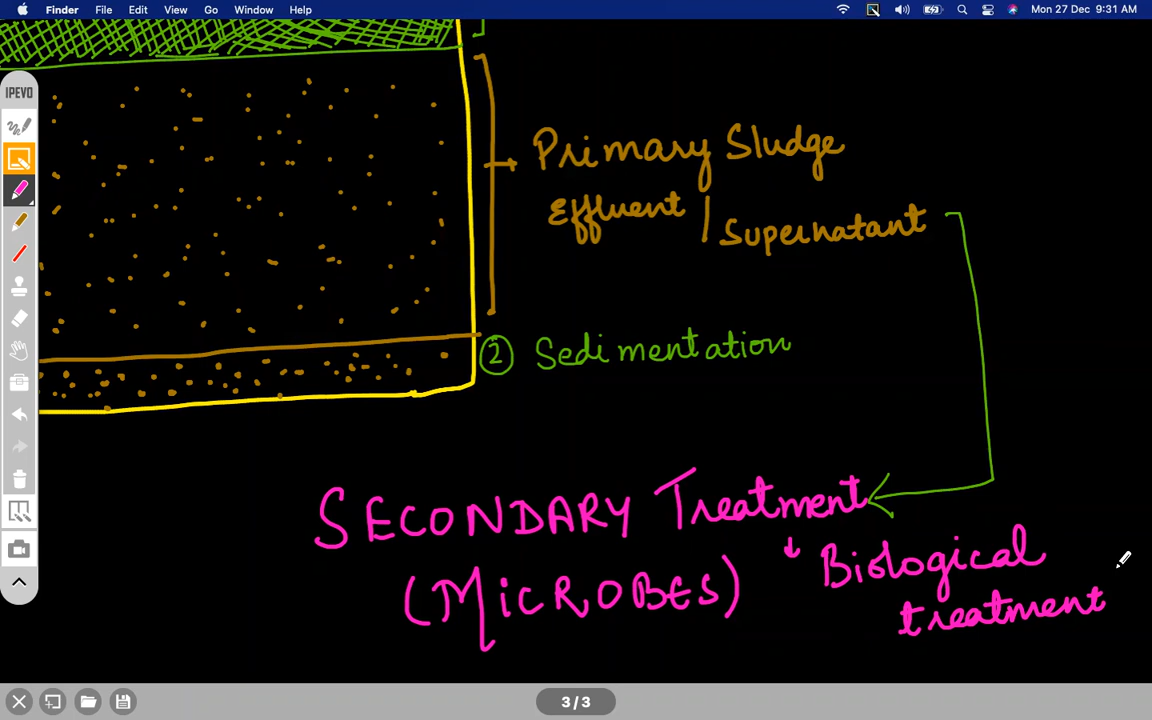 Finder File Edit View Go Window Help Mon 27 Dec 9:31 AM
IPEVO
Primary Sludge
Effluent / Supernatant
② Sedimentation
SECONDARY Treatment
(MiCROBES) ↓ Biological
treatment
3/3